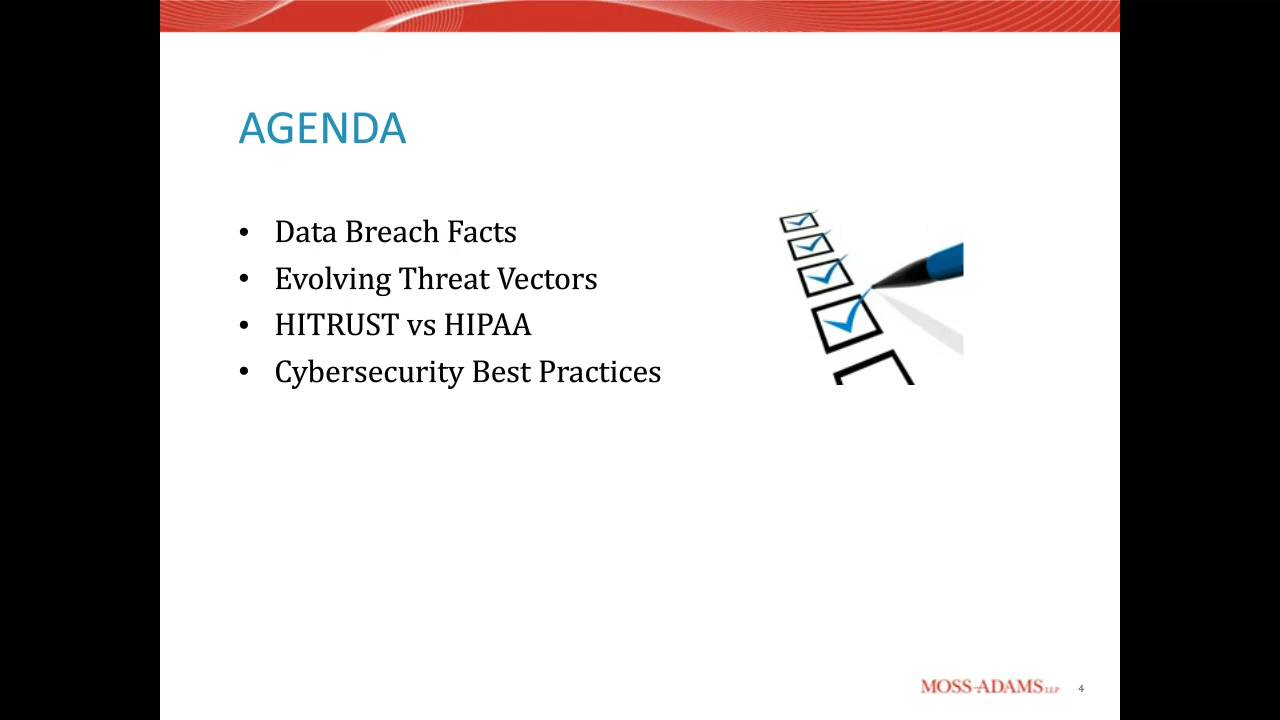 AGENDA
• Data Breach Facts
• Evolving Threat Vectors
• HITRUST vs HIPAA
• Cybersecurity Best Practices
MOSS-ADAMS LLP 4